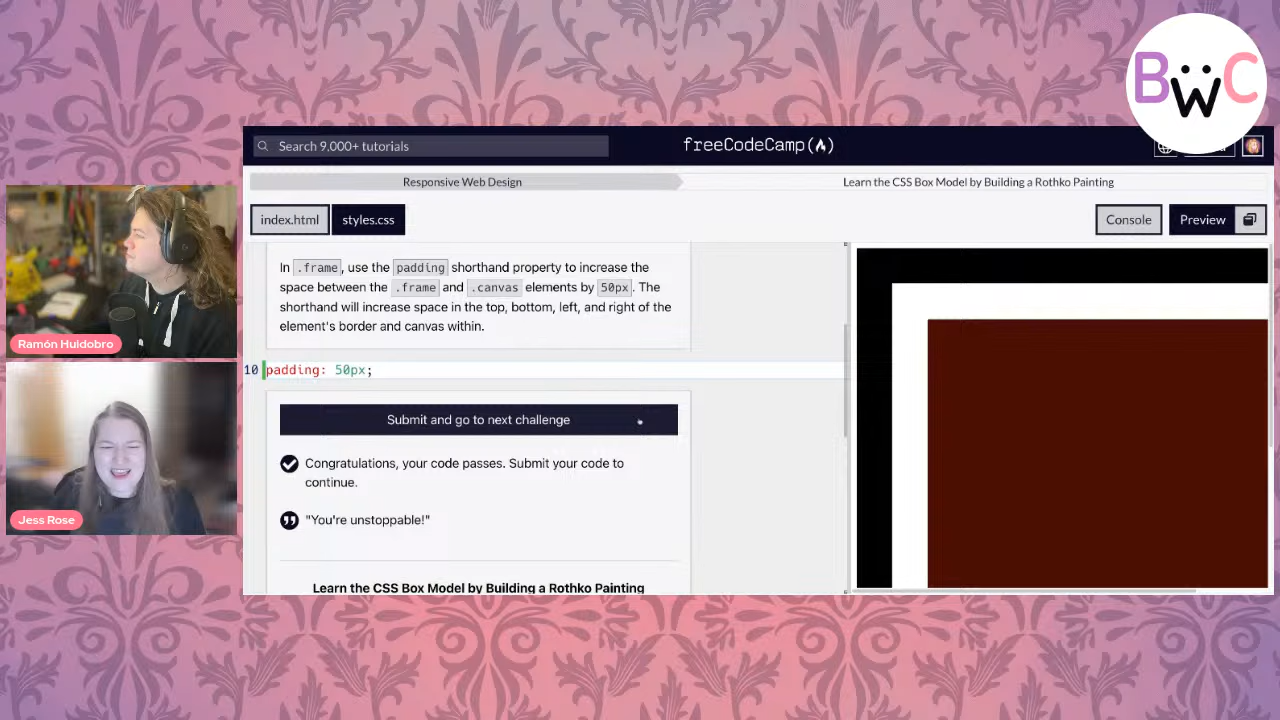 BWC
Search 9,000+ tutorials
freeCodeCamp
Responsive Web Design
Learn the CSS Box Model by Building a Rothko Painting
index.html
styles.css
Console
Preview
In .frame, use the padding shorthand property to increase the
space between the .frame and .canvas elements by 50px. The
shorthand will increase space in the top, bottom, left, and right of the
element's border and canvas within.
10 padding: 50px;
Submit and go to next challenge
Congratulations, your code passes. Submit your code to
continue.
"You're unstoppable!"
Learn the CSS Box Model by Building a Rothko Painting
Ramón Huidobro
Jess Rose